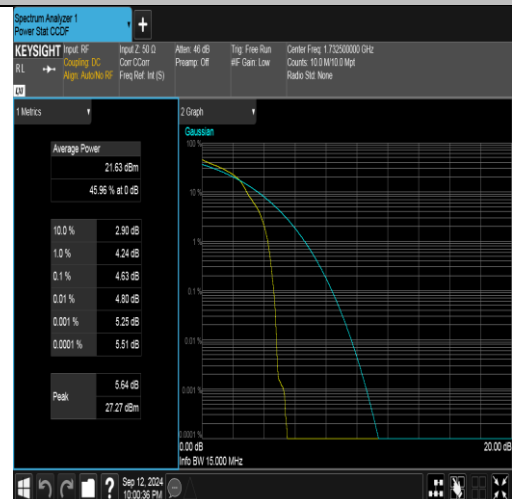 Spectrum Analyzer 1
Power Stat CCDF
+
KEYSIGHT Input: RF Input Z: 50 Ω Atten: 46 dB Trig: Free Run Center Freq: 1.732500000 GHz
RL Coupling: DC Corr CCorr Preamp: Off #IF Gain: Low Counts: 10.0 M/10.0 Mpt
Align: Auto/No RF Freq Ref: Int (S) Radio Std: None
LXI
1 Metrics
2 Graph
Gaussian
Average Power
21.63 dBm
45.96 % at 0 dB
10.0 % 2.90 dB
1.0 % 4.24 dB
0.1 % 4.63 dB
0.01 % 4.80 dB
0.001 % 5.25 dB
0.0001 % 5.51 dB
Peak 5.64 dB
27.27 dBm
100 %
10 %
1 %
0.1 %
0.01 %
0.001 %
0.0001 %
0.00 dB 20.00 dB
Info BW 15.000 MHz
?
Sep 12, 2024
10:00:36 PM